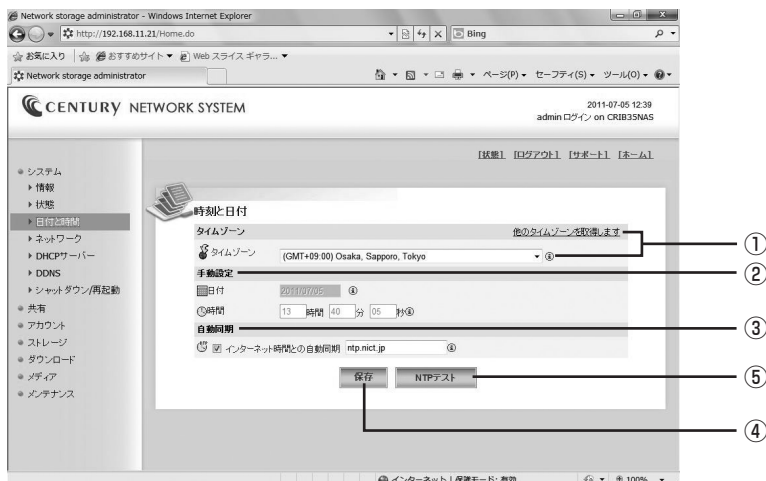 Network storage administrator - Windows Internet Explorer
http://192.168.11.21/Home.do
Bing
お気に入り おすすめサイト ▼ Web スライス ギャラ... ▼
Network storage administrator
ページ(P) ▼ セーフティ(S) ▼ ツール(O) ▼
CENTURY NETWORK SYSTEM
2011-07-05 12:39
admin ログイン on CRIB35NAS
[状態] [ログアウト] [サポート] [ホーム]
システム
情報
状態
日付と時間
ネットワーク
DHCPサーバー
DDNS
シャットダウン/再起動
共有
アカウント
ストレージ
ダウンロード
メディア
メンテナンス
時刻と日付
タイムゾーン 他のタイムゾーンを取得します
タイムゾーン (GMT+09:00) Osaka, Sapporo, Tokyo
①
手動設定
②
日付 2011/07/05
時間 13 時間 40 分 05 秒
自動同期
③
インターネット時間との自動同期 ntp.nict.jp
保存 NTPテスト
⑤
④
インターネット | 保護モード: 有効 100%